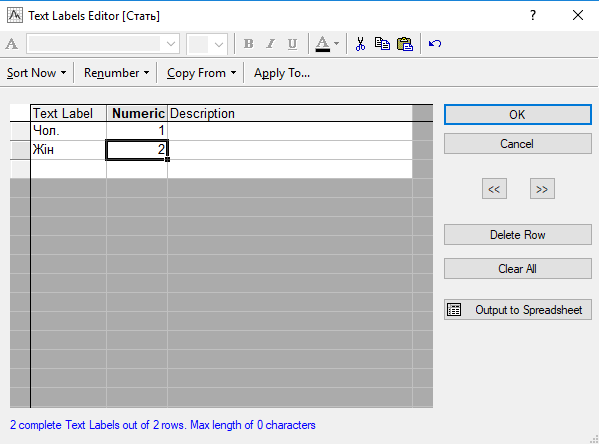 Text Labels Editor [Стать]
? ×
A B I U A
Sort Now Renumber Copy From Apply To...
Text Label Numeric Description
Чол. 1
Жін 2
OK
Cancel
<< >>
Delete Row
Clear All
Output to Spreadsheet
2 complete Text Labels out of 2 rows. Max length of 0 characters